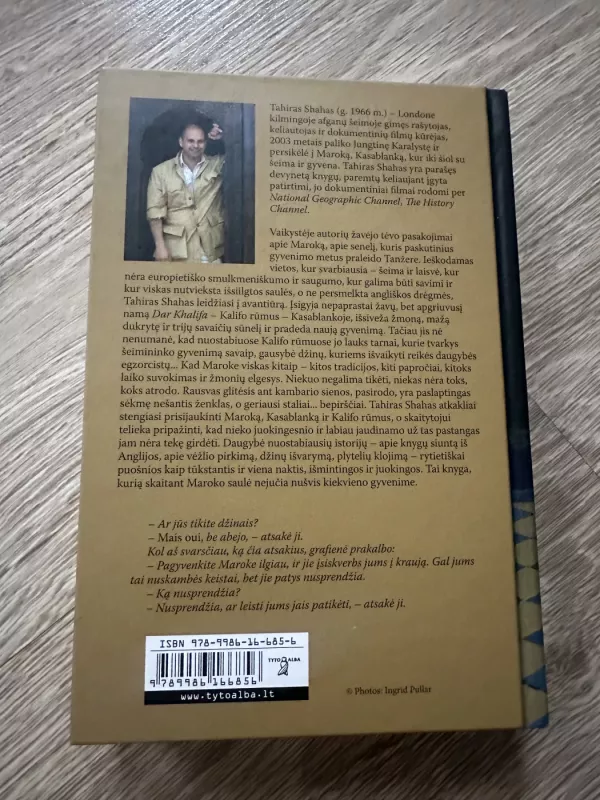 Tahiras Shahas (g. 1966 m.) – Londone
kilmingoje afganų šeimoje gimęs rašytojas,
keliautojas ir dokumentinių filmų kūrėjas,
2003 metais paliko Jungtinę Karalystę ir
persikėlė į Maroką, Kasablanką, kur iki šiol su
šeima ir gyvena. Tahiras Shahas yra parašęs
devynetą knygų, paremtų keliaujant įgyta
patirtimi, jo dokumentiniai filmai rodomi per
National Geographic Channel, The History
Channel.
Vaikystėje autorių žavėjo tėvo pasakojimai
apie Maroką, apie senelį, kuris paskutinius
gyvenimo metus praleido Tanžere. Ieškodamas
vietos, kur svarbiausia – šeima ir laisvė, kur
nėra europietiško smulkmeniškumo ir saugumo, kur galima būti savimi ir
kur viskas nutvieksta išsiilgtos saulės, o ne persmelkta angliškos drėgmės,
Tahiras Shahas leidžiasi į avantiūrą. Įsigyja nepaprastai žavų, bet apgriuvusį
namą Dar Khalifa – Kalifo rūmus – Kasablankoje, išsiveža žmoną, mažą
dukrytę ir trijų savaičių sūnelį ir pradeda naują gyvenimą. Tačiau jis nė
nenumanė, kad nuostabiuose Kalifo rūmuose jo lauks tarnai, kurie tvarkys
šeimininko gyvenimą savaip, gausybė džinų, kuriems išvaikyti reikės daugybės
egzorcistų... Kad Maroke viskas kitaip – kitos tradicijos, kiti papročiai, kitoks
laiko suvokimas ir žmonių elgesys. Niekuo negalima tikėti, niekas nėra toks,
koks atrodo. Rausvas glitėsis ant kambario sienos, pasirodo, yra paslaptingas
sėkmę nešantis ženklas, o geriausi staliai... bepirščiai. Tahiras Shahas atkakliai
stengiasi prisijaukinti Maroką, Kasablanką ir Kalifo rūmus, o skaitytojui
telieka pripažinti, kad nieko juokingesnio ir labiau jaudinamo už tas pastangas
jam nėra tekę girdėti. Daugybė nuostabiausių istorijų – apie knygų siuntą iš
Anglijos, apie vėžlio pirkimą, džinų išvarymą, plytelių klojimą – rytietiškai
puošnios kaip tūkstantis ir viena naktis, išmintingos ir juokingos. Tai knyga,
kurią skaitant Maroko saulė nejučia nušvis kiekvieno gyvenime.
– Ar jūs tikite džinais?
– Mais oui, be abejo, – atsakė ji.
Kol aš svarsčiau, ką čia atsakius, grafienė prakalbo:
– Pagyvenkite Maroke ilgiau, ir jie įsiskverbs jums į kraują. Gal jums
tai nuskambės keistai, bet jie patys nusprendžia.
– Ką nusprendžia?
– Nusprendžia, ar leisti jums jais patikėti, – atsakė ji.
ISBN 978-9986-16-685-6
TYTO ALBA
9 789986 166856
www.tytoalba.lt
© Photos: Ingrid Pullar